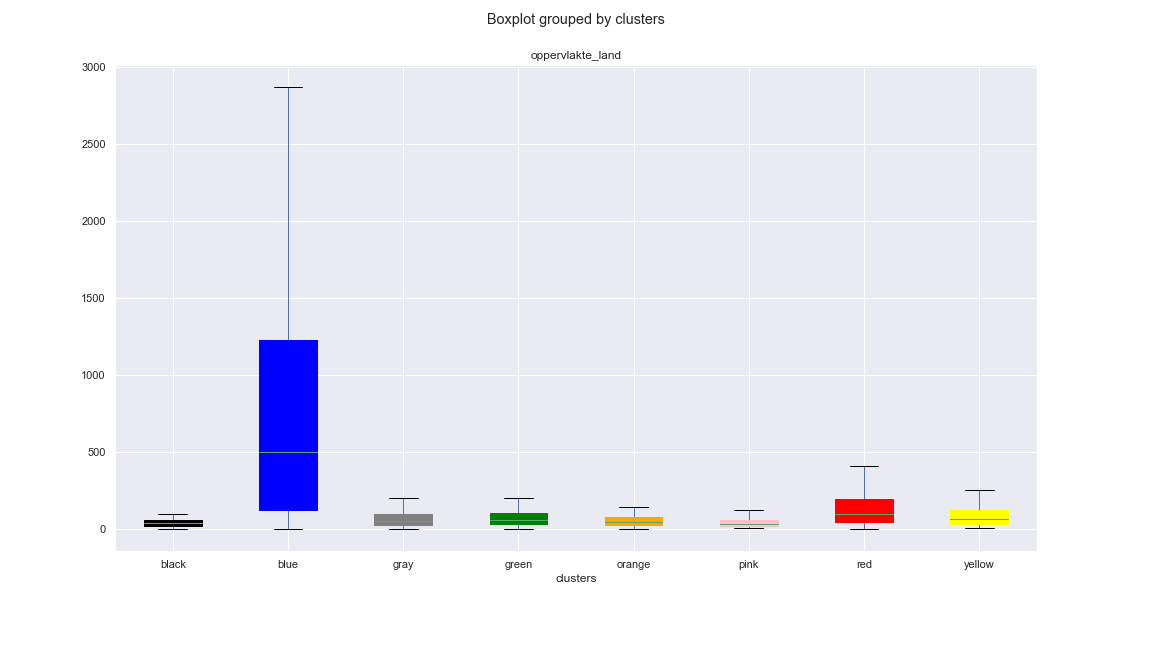 Boxplot grouped by clusters
oppervlakte_land
3000
2500
2000
1500
1000
500
0
black blue gray green orange pink red yellow
clusters